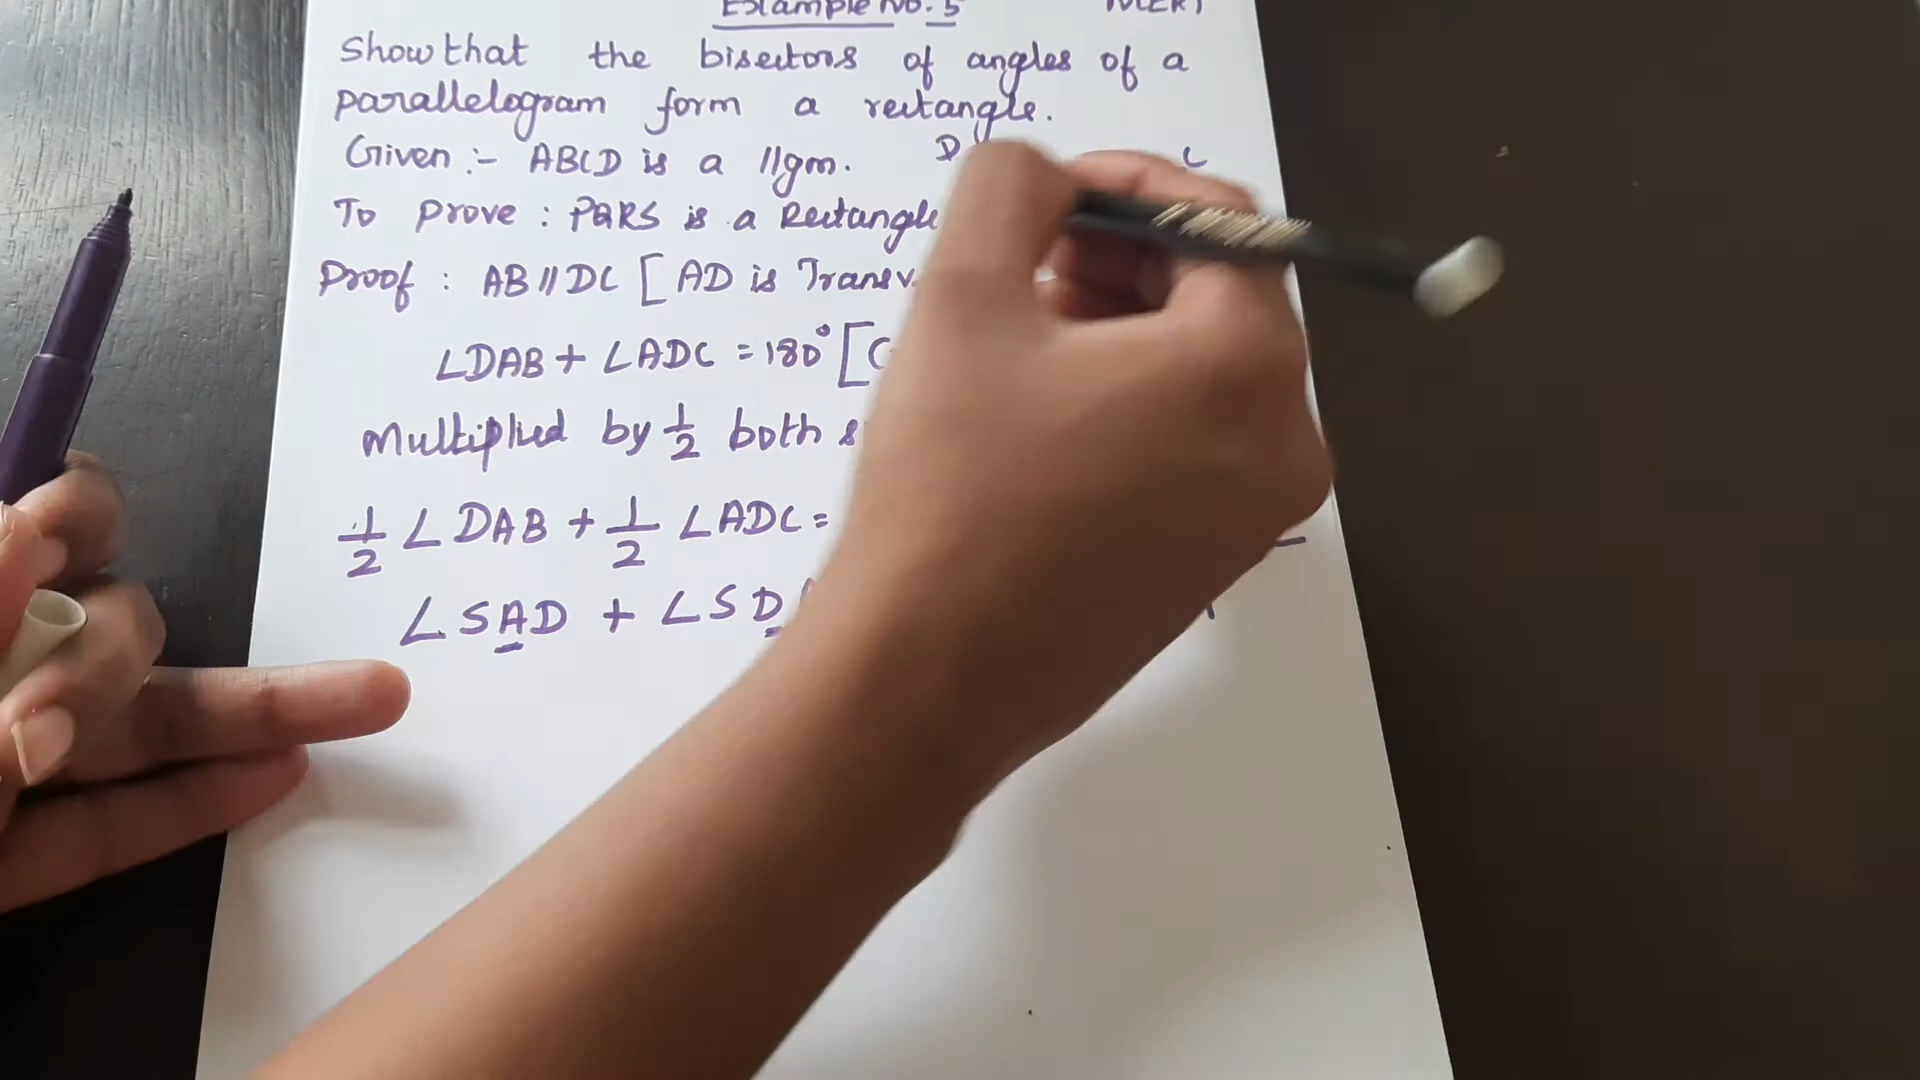 Example No. 5 NCERT
Show that the bisectors of angles of a
parallelogram form a rectangle.
Given :- ABCD is a ||gm. D C
To prove : PQRS is a Rectangle
Proof : AB || DC [ AD is Transv
∠DAB + ∠ADC = 180° [C
Multiplied by 1/2 both s
1/2 ∠DAB + 1/2 ∠ADC =
∠SAD + ∠SD